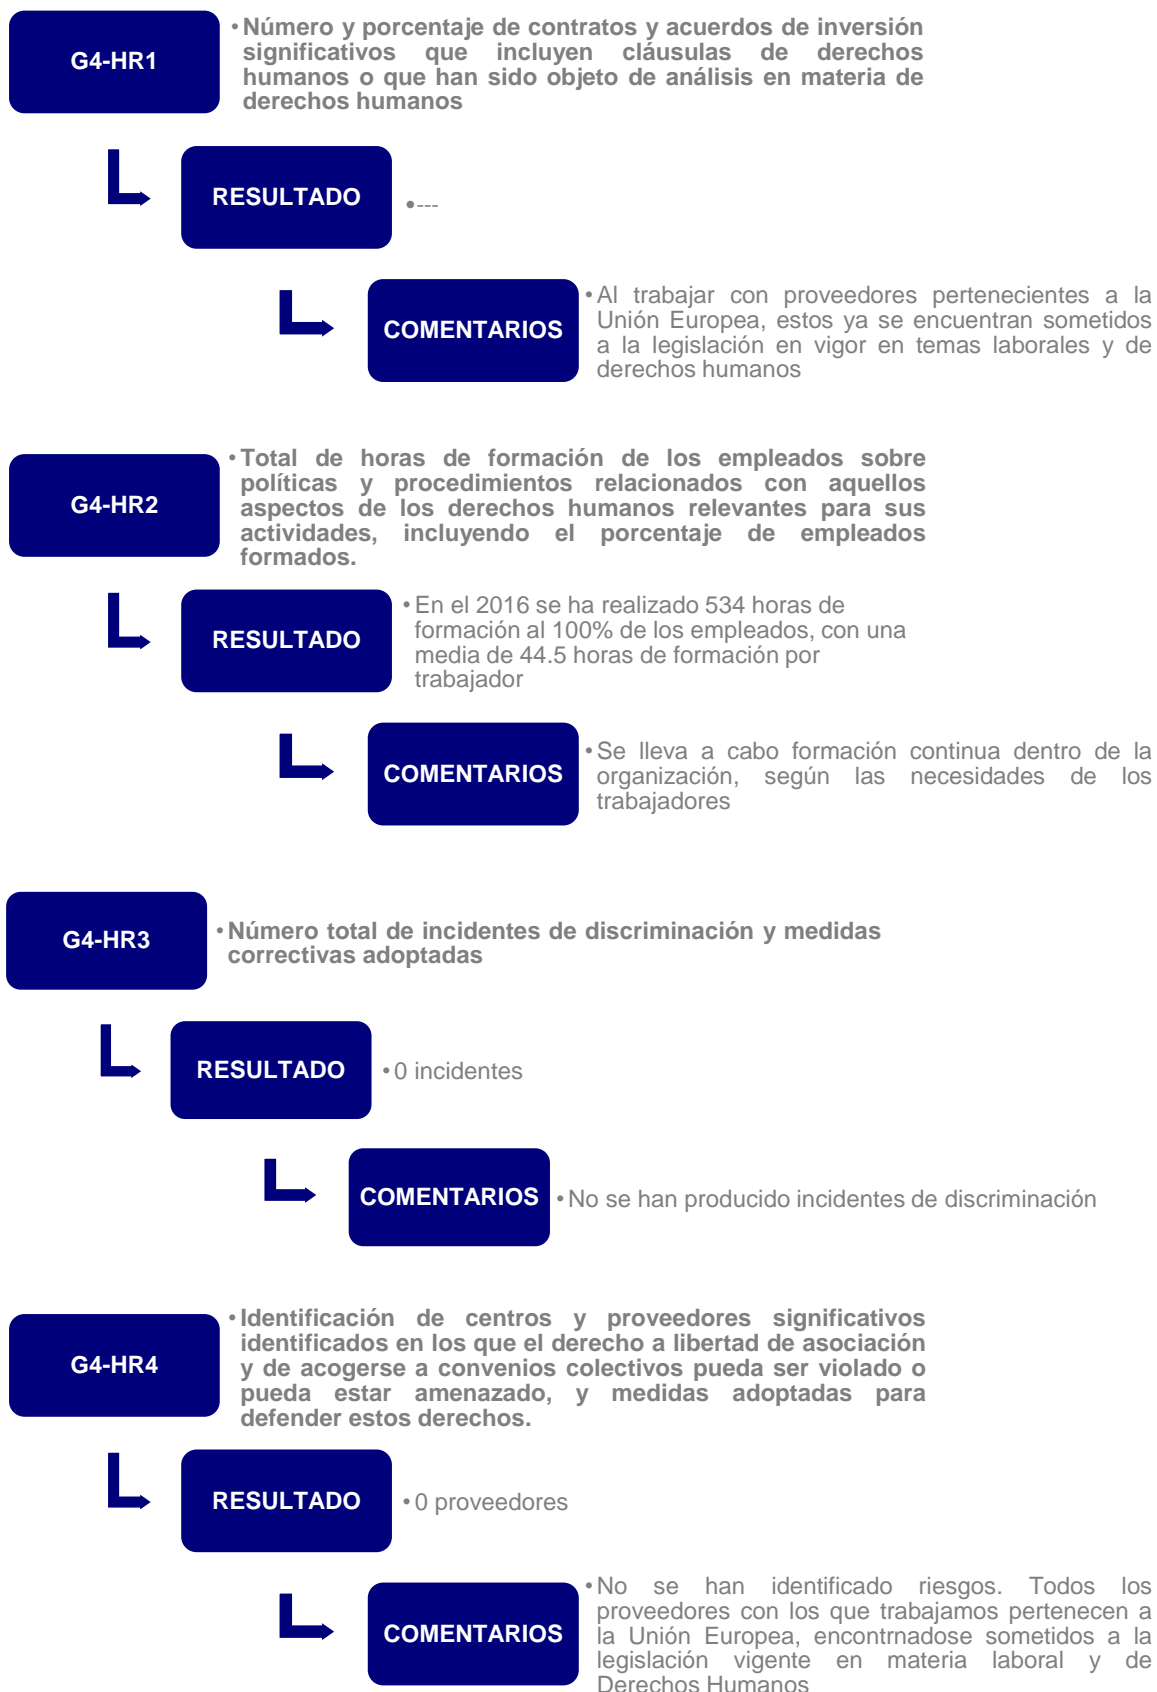 G4-HR1
•Número y porcentaje de contratos y acuerdos de inversión
significativos que incluyen cláusulas de derechos
humanos o que han sido objeto de análisis en materia de
derechos humanos
RESULTADO
•---
COMENTARIOS
•Al trabajar con proveedores pertenecientes a la
Unión Europea, estos ya se encuentran sometidos
a la legislación en vigor en temas laborales y de
derechos humanos
G4-HR2
•Total de horas de formación de los empleados sobre
políticas y procedimientos relacionados con aquellos
aspectos de los derechos humanos relevantes para sus
actividades, incluyendo el porcentaje de empleados
formados.
RESULTADO
•En el 2016 se ha realizado 534 horas de
formación al 100% de los empleados, con una
media de 44.5 horas de formación por
trabajador
COMENTARIOS
•Se lleva a cabo formación continua dentro de la
organización, según las necesidades de los
trabajadores
G4-HR3
•Número total de incidentes de discriminación y medidas
correctivas adoptadas
RESULTADO
•0 incidentes
COMENTARIOS
•No se han producido incidentes de discriminación
G4-HR4
•Identificación de centros y proveedores significativos
identificados en los que el derecho a libertad de asociación
y de acogerse a convenios colectivos pueda ser violado o
pueda estar amenazado, y medidas adoptadas para
defender estos derechos.
RESULTADO
•0 proveedores
COMENTARIOS
•No se han identificado riesgos. Todos los
proveedores con los que trabajamos pertenecen a
la Unión Europea, encontrnadose sometidos a la
legislación vigente en materia laboral y de
Derechos Humanos